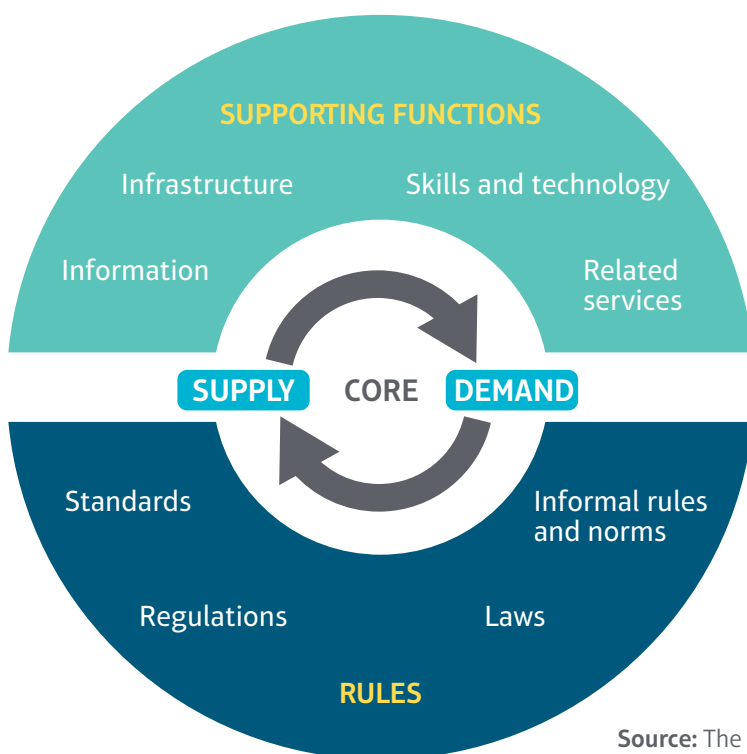 SUPPORTING FUNCTIONS
Infrastructure
Skills and technology
Information
Related
services
SUPPLY
CORE
DEMAND
Standards
Informal rules
and norms
Regulations
Laws
RULES
Source: The